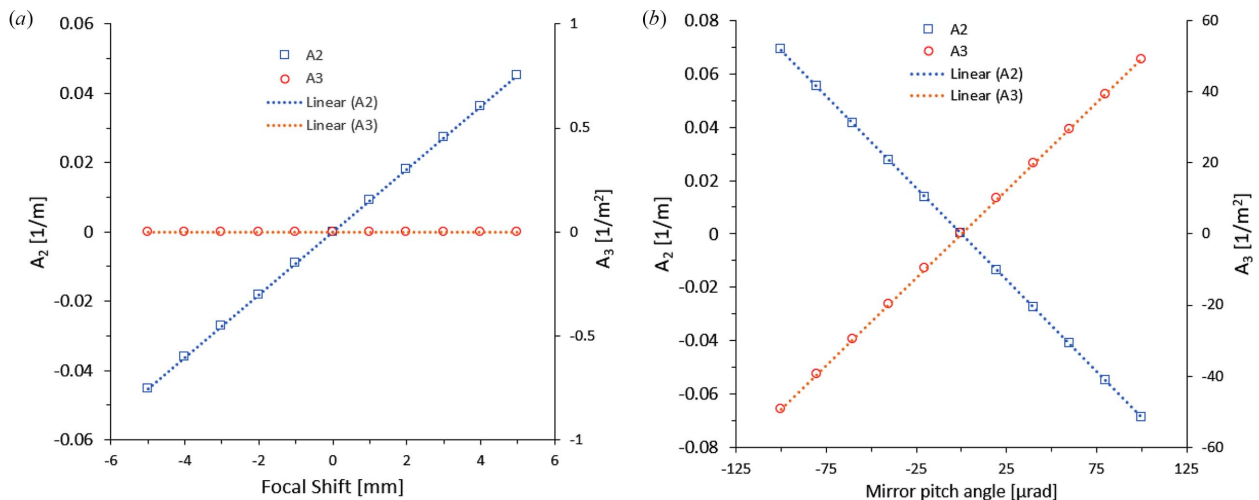 (a)
A2
A3
Linear (A2)
Linear (A3)
0.06
0.04
0.02
0
-0.02
-0.04
-0.06
A₂ [1/m]
1
0.5
0
-0.5
-1
A₃ [1/m²]
-6 -4 -2 0 2 4 6
Focal Shift [mm]
(b)
A2
A3
Linear (A2)
Linear (A3)
0.08
0.06
0.04
0.02
0
-0.02
-0.04
-0.06
-0.08
A₂ [1/m]
60
40
20
0
-20
-40
-60
A₃ [1/m²]
-125 -75 -25 25 75 125
Mirror pitch angle [μrad]